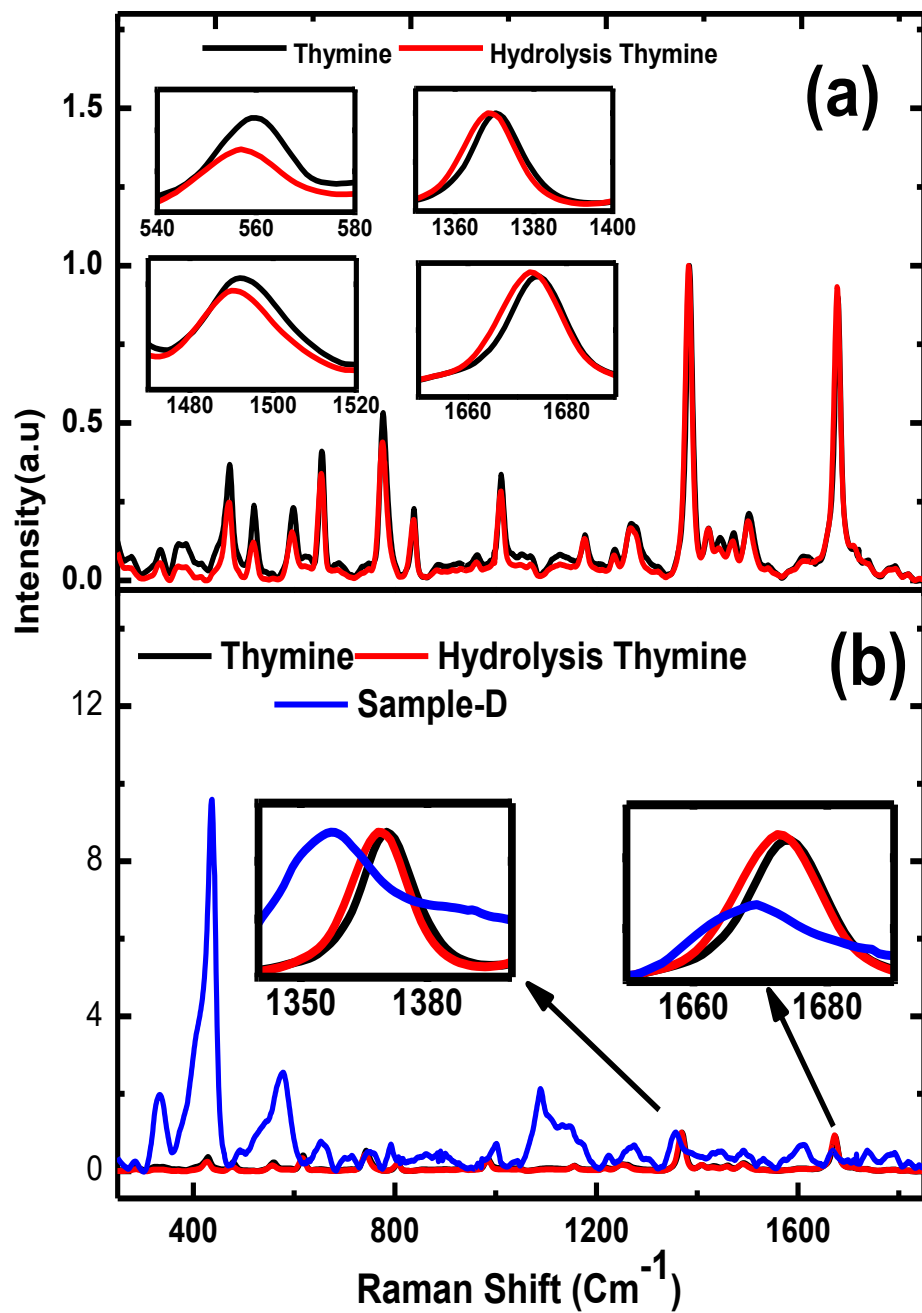 Thymine Hydrolysis Thymine
(a)
1.5
540 560 580
1360 1380 1400
1.0
1480 1500 1520
1660 1680
0.5
0.0
Intensity(a.u)
Thymine Hydrolysis Thymine
(b)
Sample-D
12
8
1350 1380
1660 1680
4
0
400 800 1200 1600
Raman Shift (Cm-1)